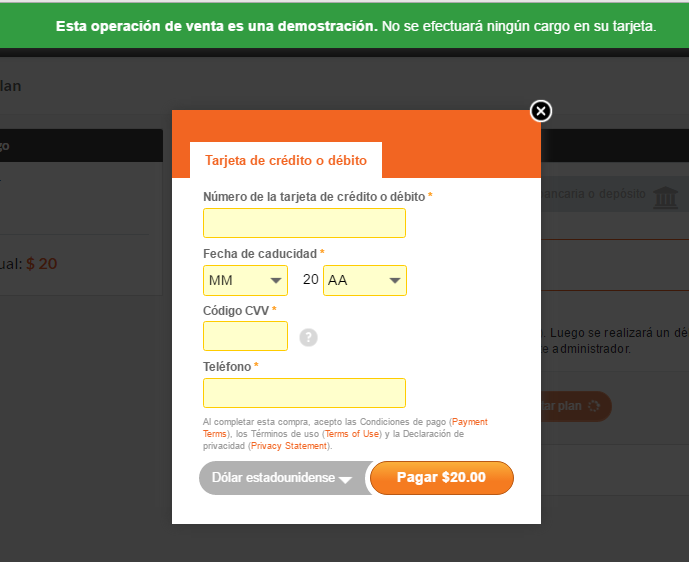 Esta operación de venta es una demostración. No se efectuará ningún cargo en su tarjeta.
lan
go
Tarjeta de crédito o débito
Número de la tarjeta de crédito o débito *
ancaria o depósito
Fecha de caducidad *
ual: $ 20
MM 20 AA
Código CVV *
. Luego se realizará un dé
e administrador.
?
Teléfono *
iar plan
Al completar esta compra, acepto las Condiciones de pago (Payment
Terms), los Términos de uso (Terms of Use) y la Declaración de
privacidad (Privacy Statement).
Dólar estadounidense
Pagar $20.00